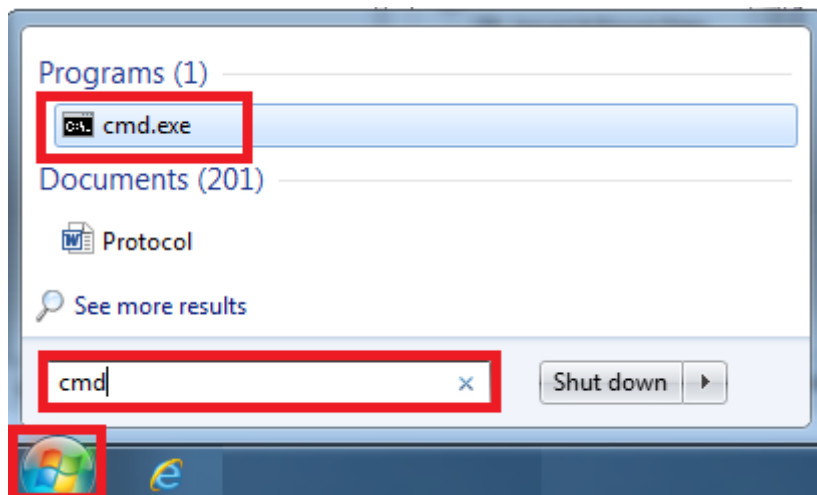 Programs (1)
cmd.exe
Documents (201)
Protocol
See more results
cmd
Shut down